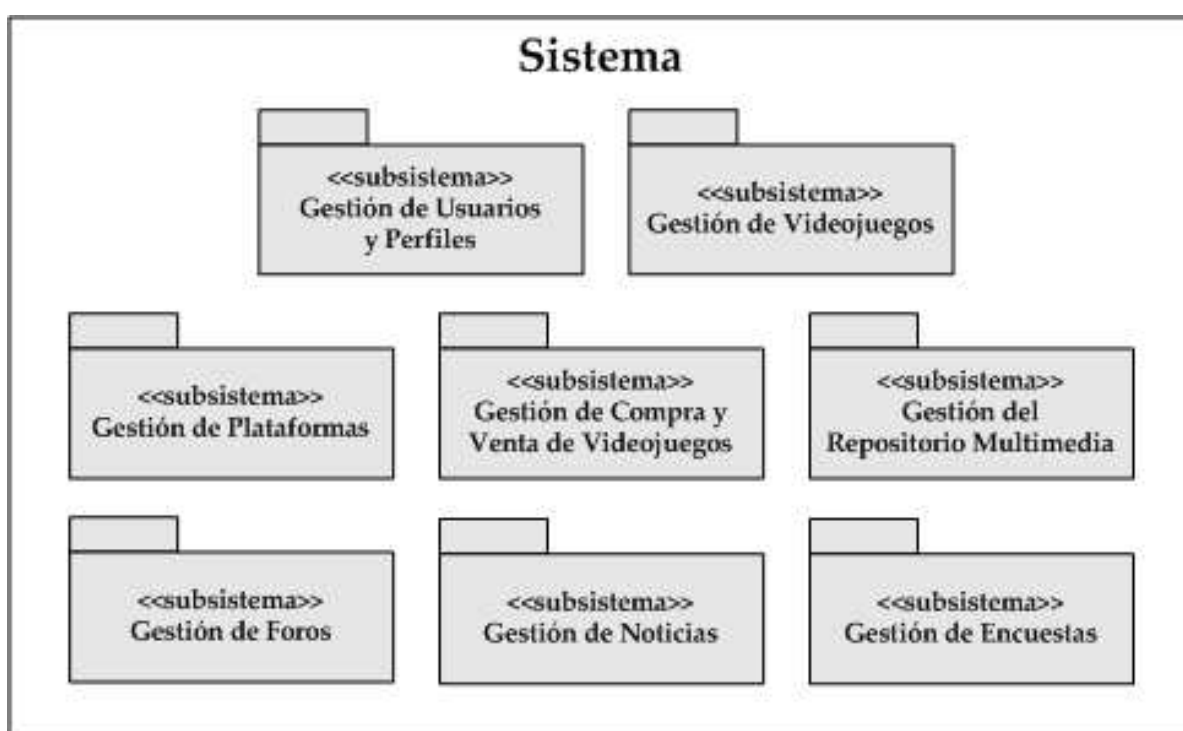 Sistema
<<subsistema>>
Gestión de Usuarios
y Perfiles
<<subsistema>>
Gestión de Videojuegos
<<subsistema>>
Gestión de Plataformas
<<subsistema>>
Gestión de Compra y
Venta de Videojuegos
<<subsistema>>
Gestión del
Repositorio Multimedia
<<subsistema>>
Gestión de Foros
<<subsistema>>
Gestión de Noticias
<<subsistema>>
Gestión de Encuestas